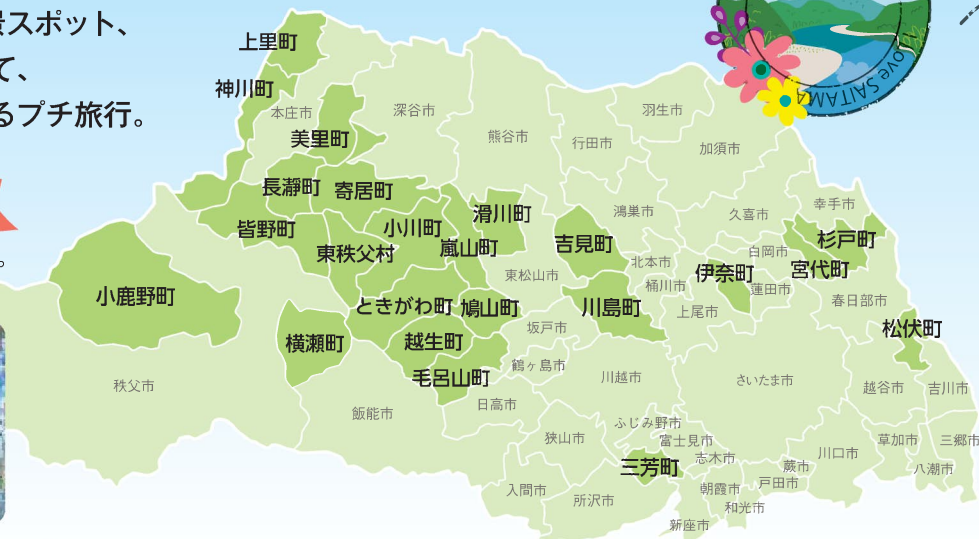 景スポット、
て、
るプチ旅行。
。
Love SAITAMA
上里町
神川町
本庄市
美里町
深谷市
熊谷市
行田市
羽生市
加須市
長瀞町
寄居町
皆野町
東秩父村
小川町
嵐山町
滑川町
吉見町
鴻巣市
久喜市
幸手市
杉戸町
白岡市
宮代町
北本市
伊奈町
桶川市
蓮田市
東松山市
小鹿野町
ときがわ町
鳩山町
川島町
上尾市
春日部市
松伏町
横瀬町
越生町
坂戸市
毛呂山町
鶴ヶ島市
川越市
さいたま市
越谷市
吉川市
秩父市
飯能市
日高市
狭山市
ふじみ野市
富士見市
三芳町
志木市
川口市
草加市
三郷市
蕨市
八潮市
戸田市
入間市
所沢市
朝霞市
和光市
新座市